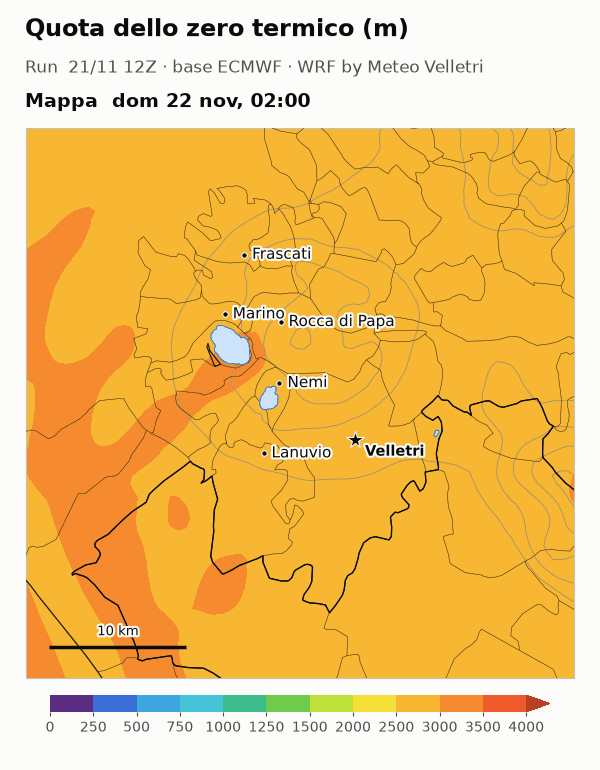 Quota dello zero termico (m)
Run 21/11 12Z · base ECMWF · WRF by Meteo Velletri
Mappa dom 22 nov, 02:00
Frascati
Marino
Rocca di Papa
Nemi
Lanuvio
Velletri
10 km
0 250 500 750 1000 1250 1500 2000 2500 3000 3500 4000